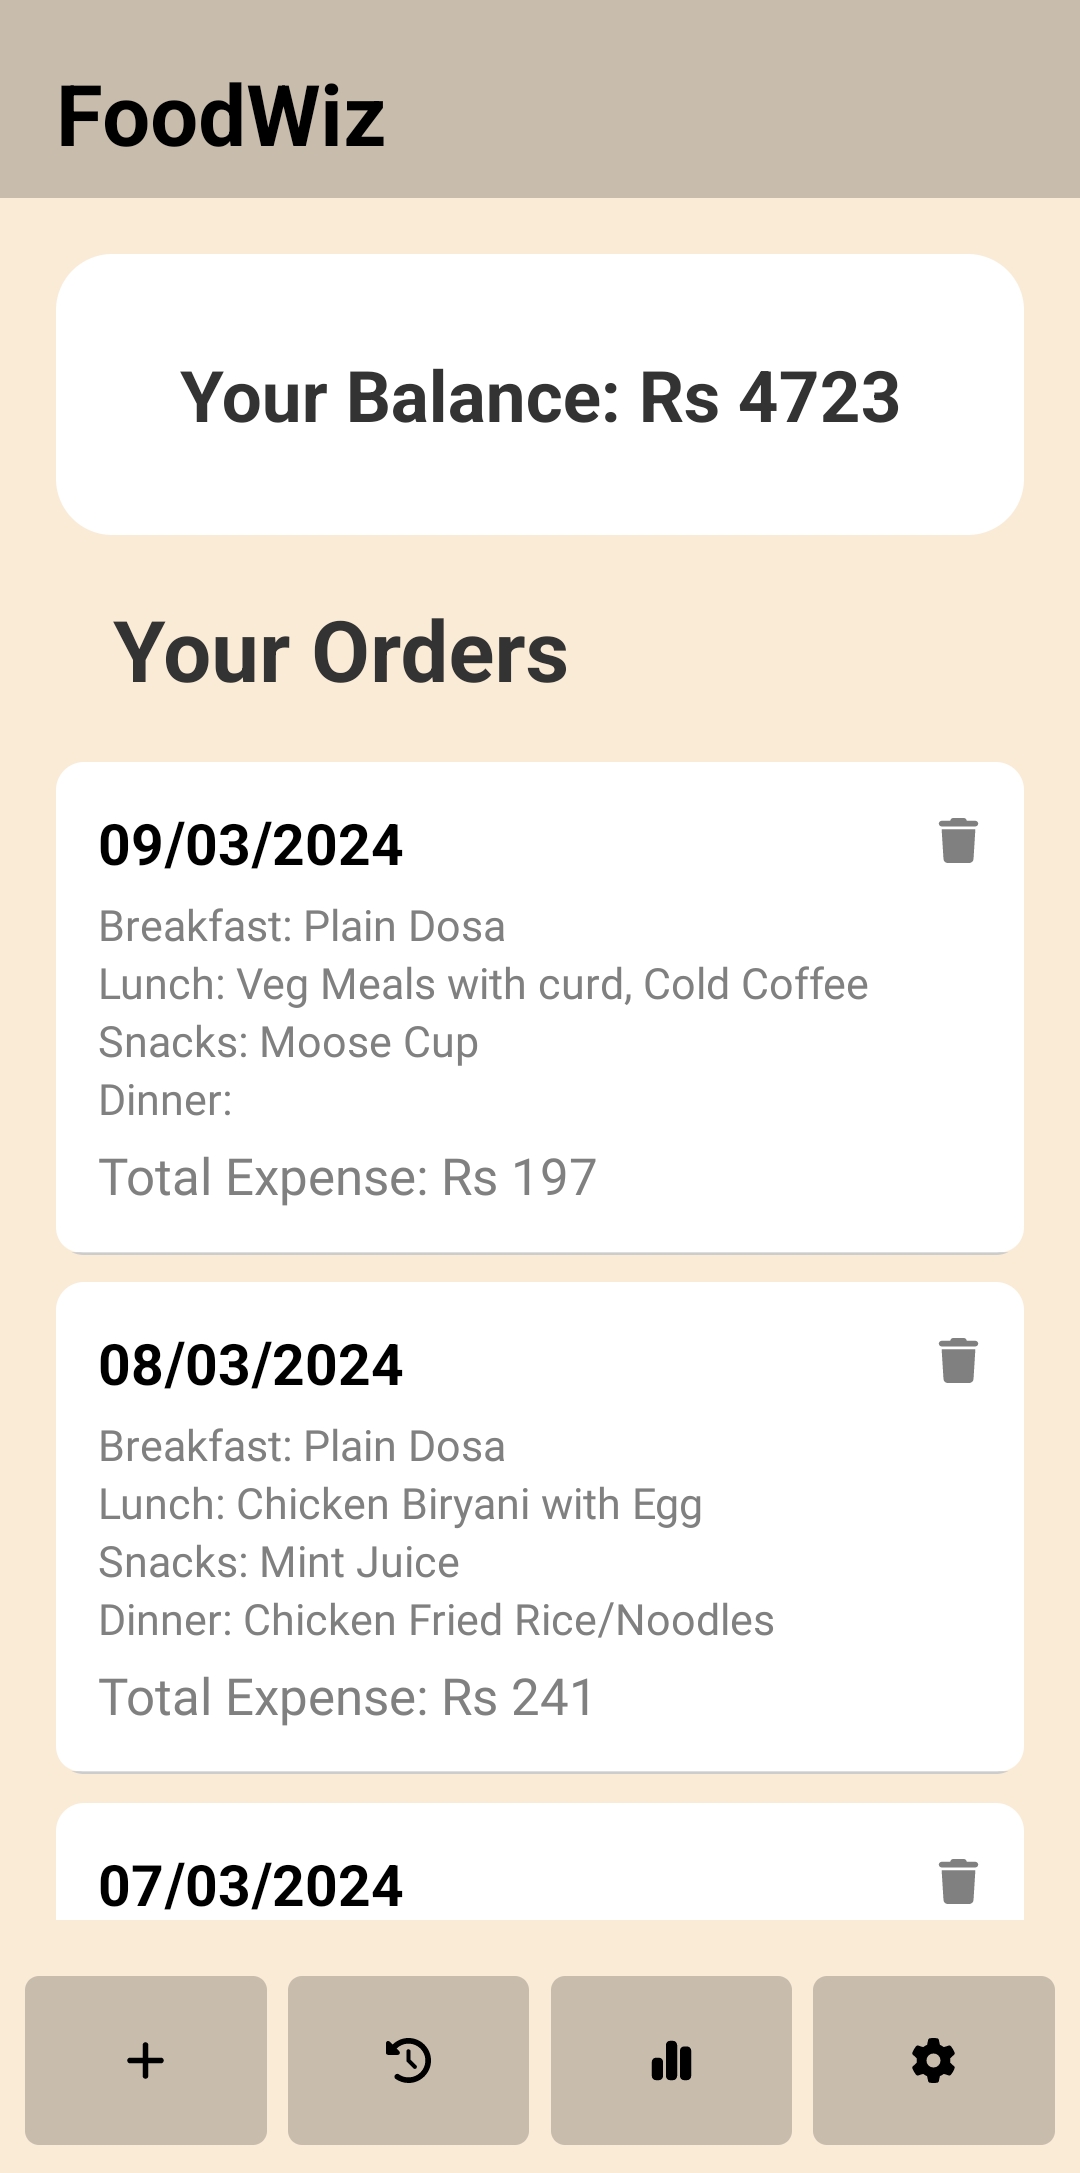 FoodWiz
Your Balance: Rs 4723
Your Orders
09/03/2024
Breakfast: Plain Dosa
Lunch: Veg Meals with curd, Cold Coffee
Snacks: Moose Cup
Dinner:
Total Expense: Rs 197
08/03/2024
Breakfast: Plain Dosa
Lunch: Chicken Biryani with Egg
Snacks: Mint Juice
Dinner: Chicken Fried Rice/Noodles
Total Expense: Rs 241
07/03/2024